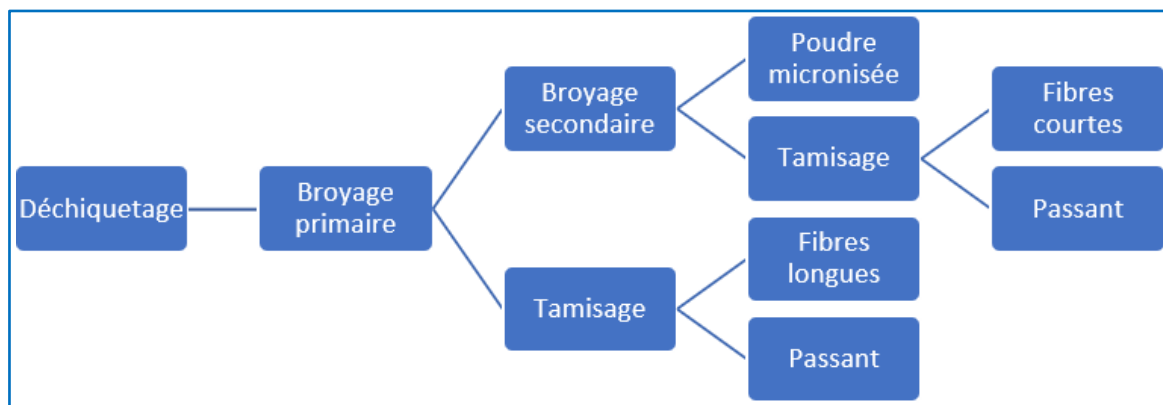 Déchiquetage
Broyage
primaire
Broyage
secondaire
Tamisage
Poudre
micronisée
Tamisage
Fibres
longues
Passant
Fibres
courtes
Passant